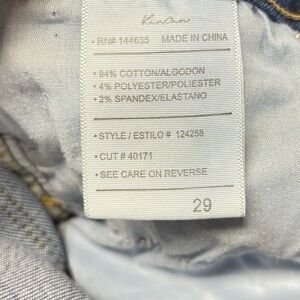 KanCan
• RN# 144635 MADE IN CHINA
• 94% COTTON/ALGODON
• 4% POLYESTER/POLIESTER
• 2% SPANDEX/ELASTANO
• STYLE / ESTILO # 124258
• CUT # 40171
• SEE CARE ON REVERSE
29